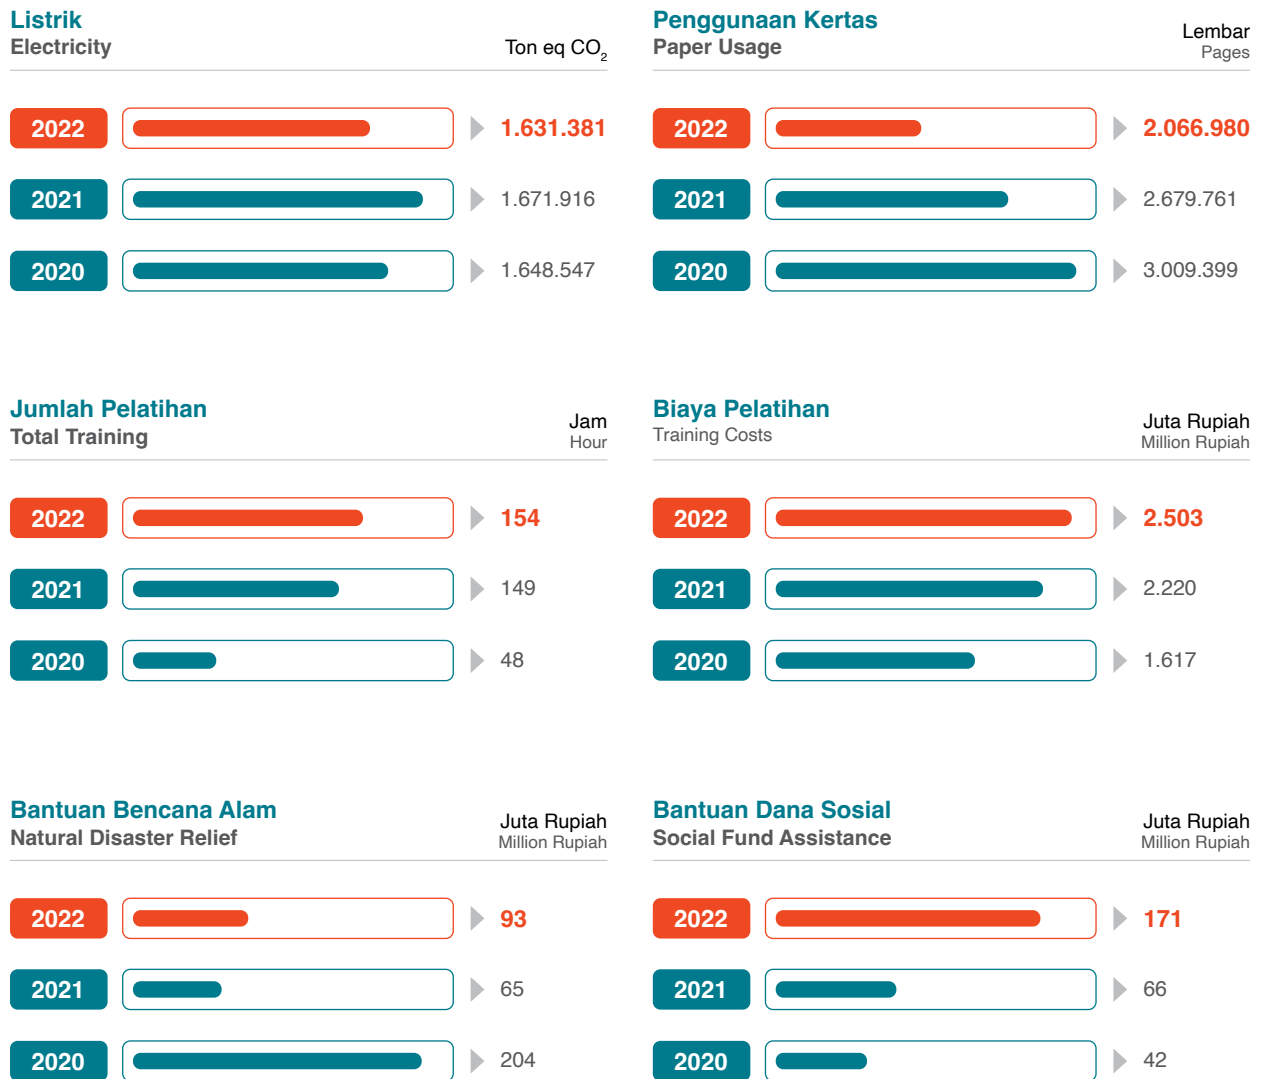 Listrik
Electricity
Ton eq CO₂
2022 1.631.381
2021 1.671.916
2020 1.648.547
Penggunaan Kertas
Paper Usage
Lembar
Pages
2022 2.066.980
2021 2.679.761
2020 3.009.399
Jumlah Pelatihan
Total Training
Jam
Hour
2022 154
2021 149
2020 48
Biaya Pelatihan
Training Costs
Juta Rupiah
Million Rupiah
2022 2.503
2021 2.220
2020 1.617
Bantuan Bencana Alam
Natural Disaster Relief
Juta Rupiah
Million Rupiah
2022 93
2021 65
2020 204
Bantuan Dana Sosial
Social Fund Assistance
Juta Rupiah
Million Rupiah
2022 171
2021 66
2020 42